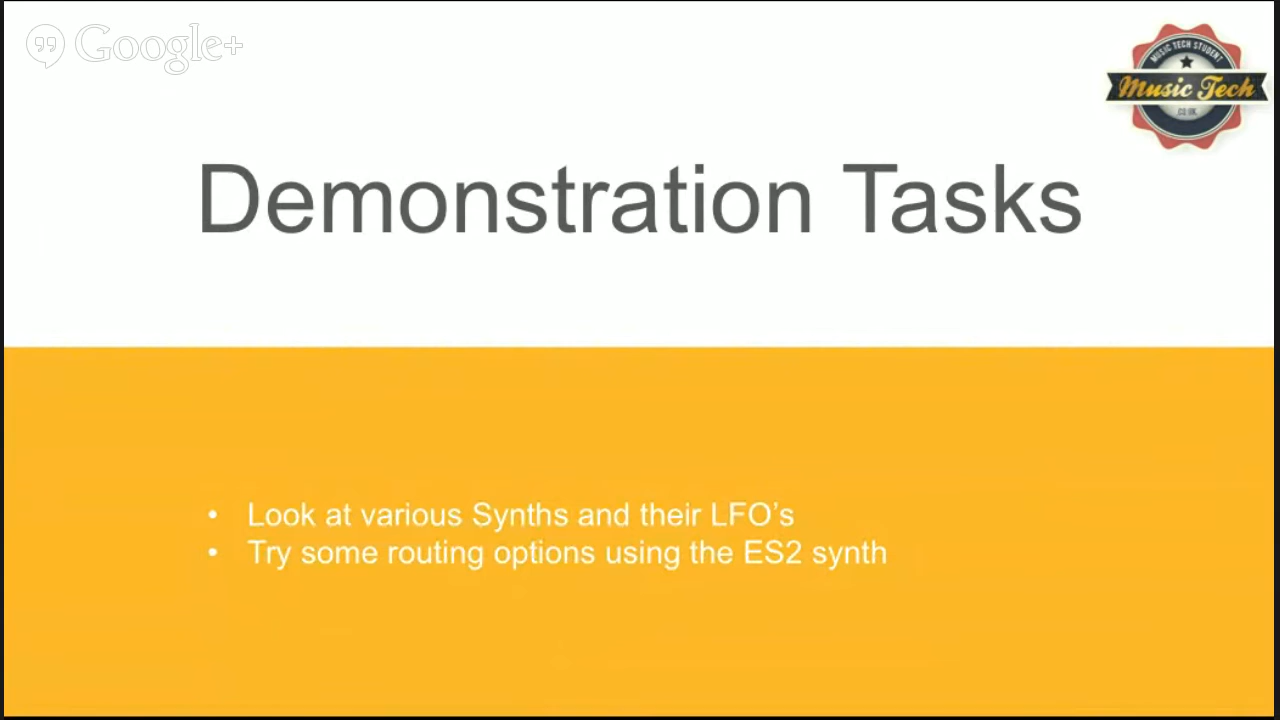 Google+
MUSIC TECH STUDENT
Music Tech
.CO.UK
Demonstration Tasks
• Look at various Synths and their LFO’s
• Try some routing options using the ES2 synth